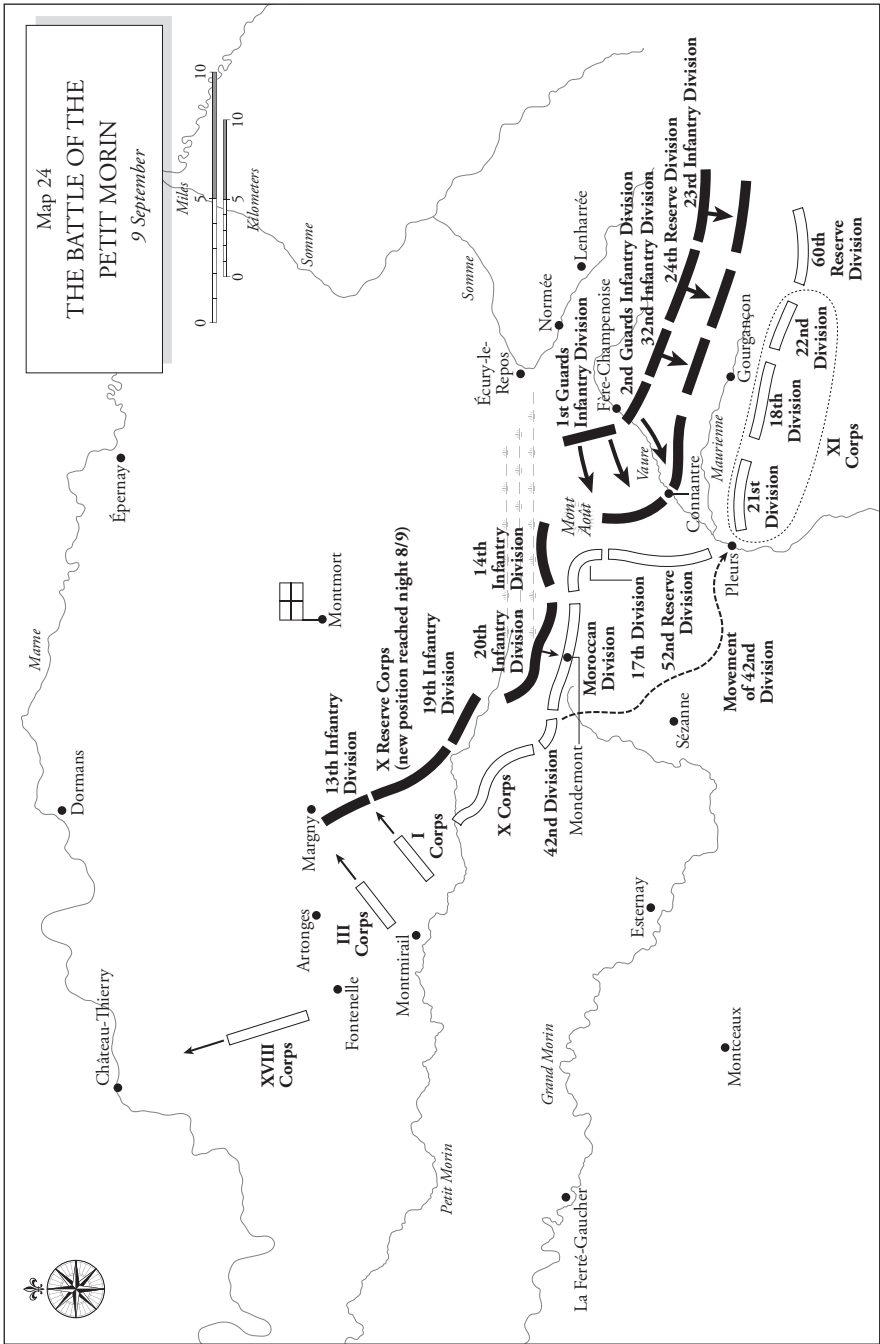 Map 24
THE BATTLE OF THE
PETIT MORIN
9 September
Miles
0
5
10
0
5
10
Kilometers
Marne
Château-Thierry
Dormans
Épernay
Somme
Somme
XVIII
Corps
Fontenelle
Artonges
Margny
Montmort
III
Corps
Montmirail
I
Corps
13th Infantry
Division
X Reserve Corps
(new position reached night 8/9)
19th Infantry
Division
20th
Infantry
Division
14th
Infantry
Division
Écury-le-
Repos
Normée
Lenharrée
1st Guards
Infantry Division
Fère-Champenoise
2nd Guards Infantry Division
32nd Infantry Division
24th Reserve Division
23rd Infantry Division
Petit Morin
X Corps
42nd Division
Mondemont
Moroccan
Division
17th Division
52nd Reserve
Division
Mont
Août
Vaure
Connantre
Maurienne
Gourgançon
Grand Morin
La Ferté-Gaucher
Esternay
Montceaux
Sézanne
Movement
of 42nd
Division
Pleurs
21st
Division
18th
Division
22nd
Division
XI
Corps
60th
Reserve
Division